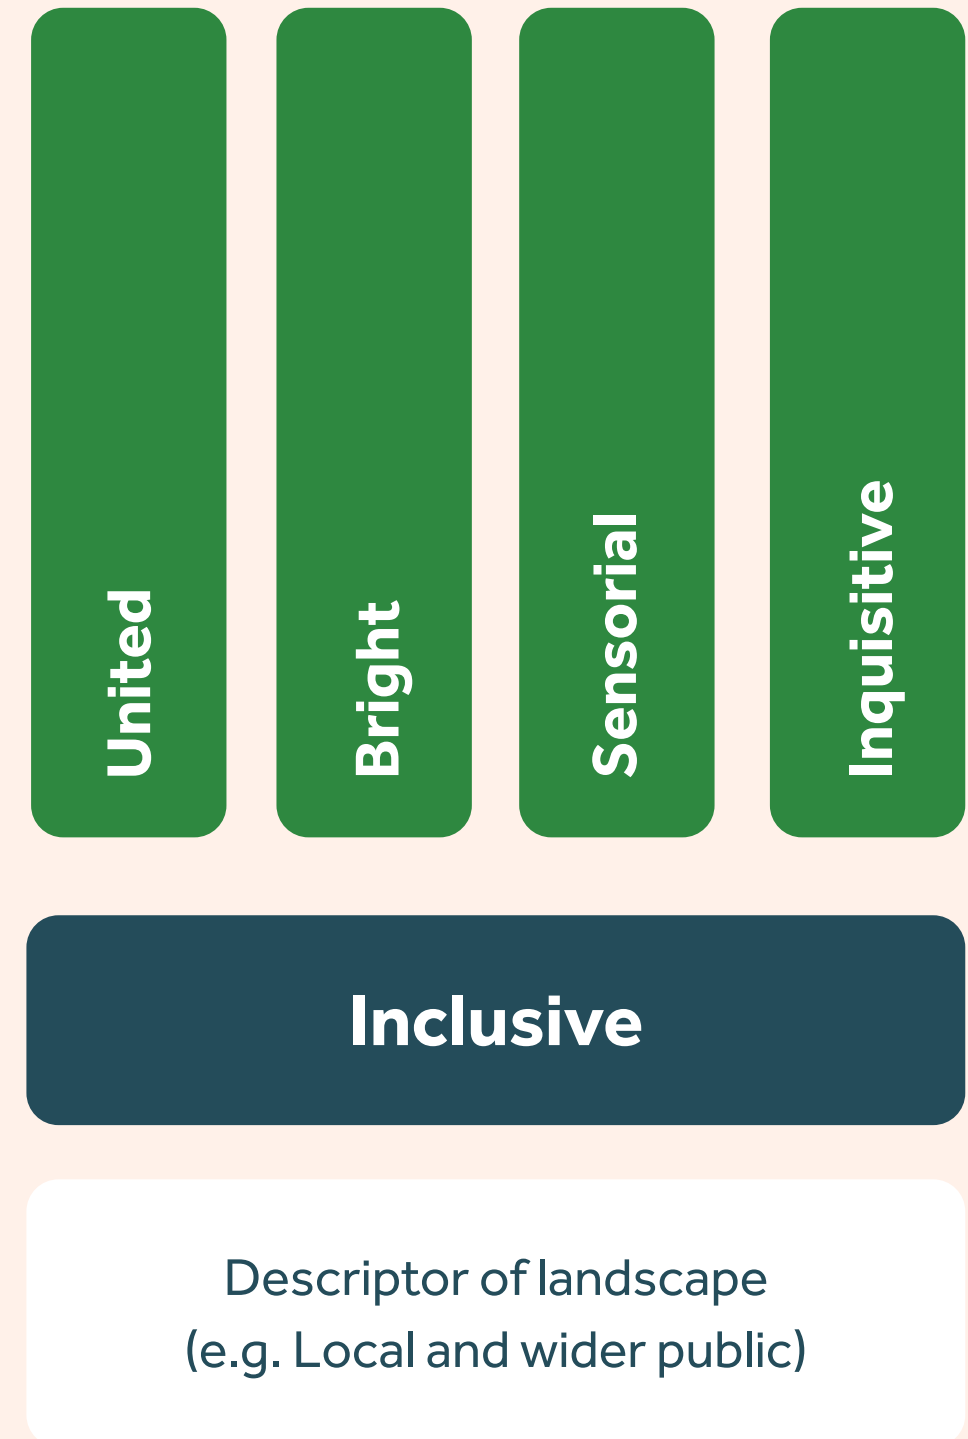 United
Bright
Sensorial
Inquisitive
Inclusive
Descriptor of landscape
(e.g. Local and wider public)